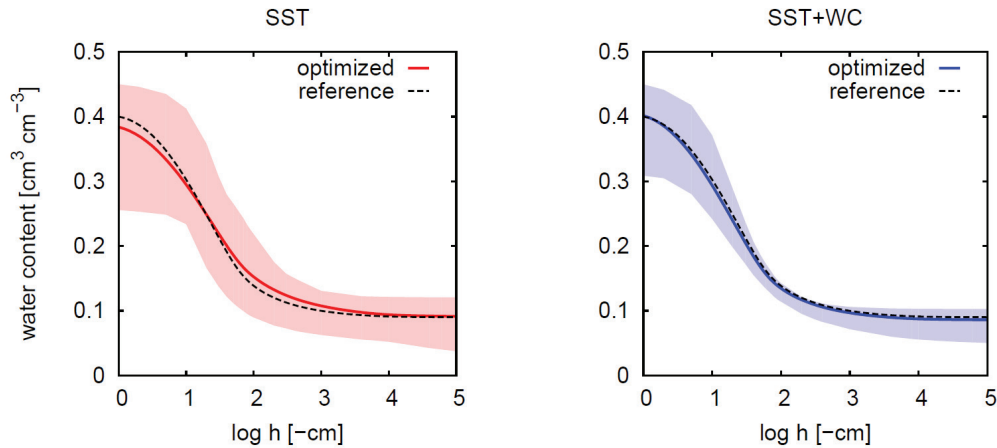 SST
SST+WC
water content [cm³ cm⁻³]
0.5
0.4
0.3
0.2
0.1
0
optimized
reference
0 1 2 3 4 5
log h [−cm]
0.5
0.4
0.3
0.2
0.1
0
optimized
reference
0 1 2 3 4 5
log h [−cm]